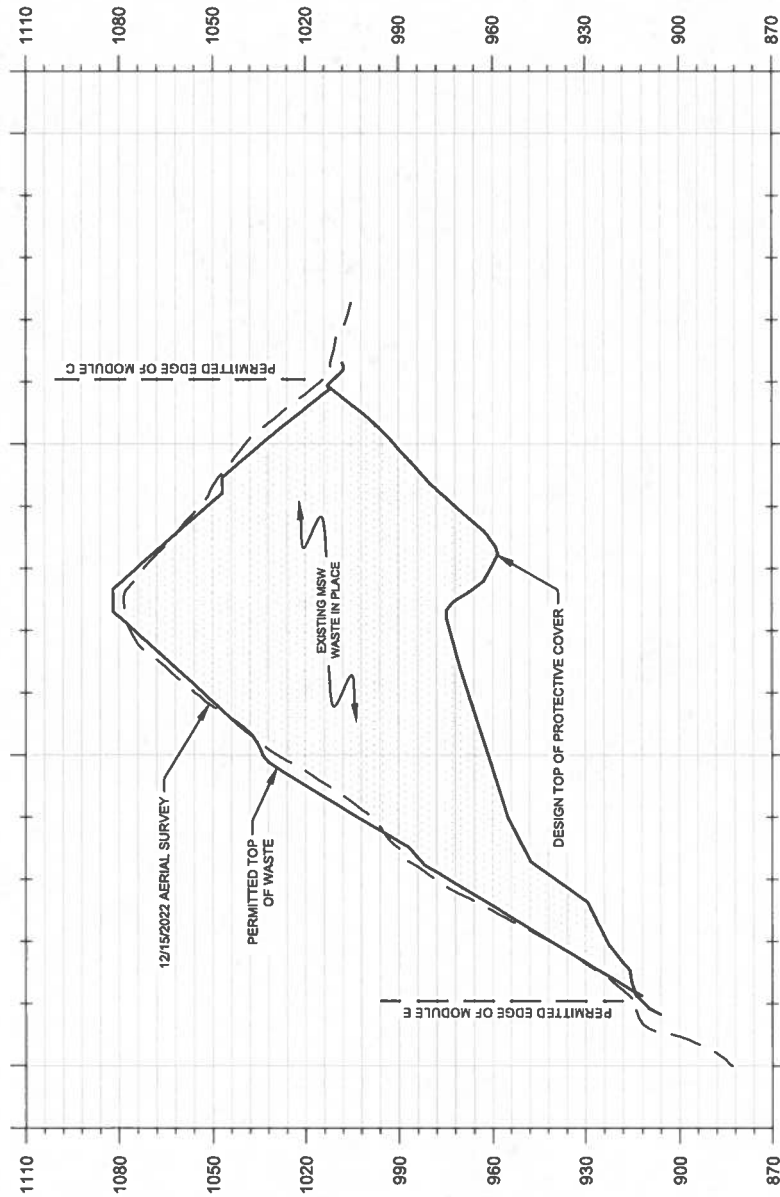 1110
1080
1050
1020
990
960
930
900
870
PERMITTED EDGE OF MODULE C
EXISTING MSW
WASTE IN PLACE
12/15/2022 AERIAL SURVEY
PERMITTED TOP
OF WASTE
DESIGN TOP OF PROTECTIVE COVER
PERMITTED EDGE OF MODULE E
1110
1080
1050
1020
990
960
930
900
870